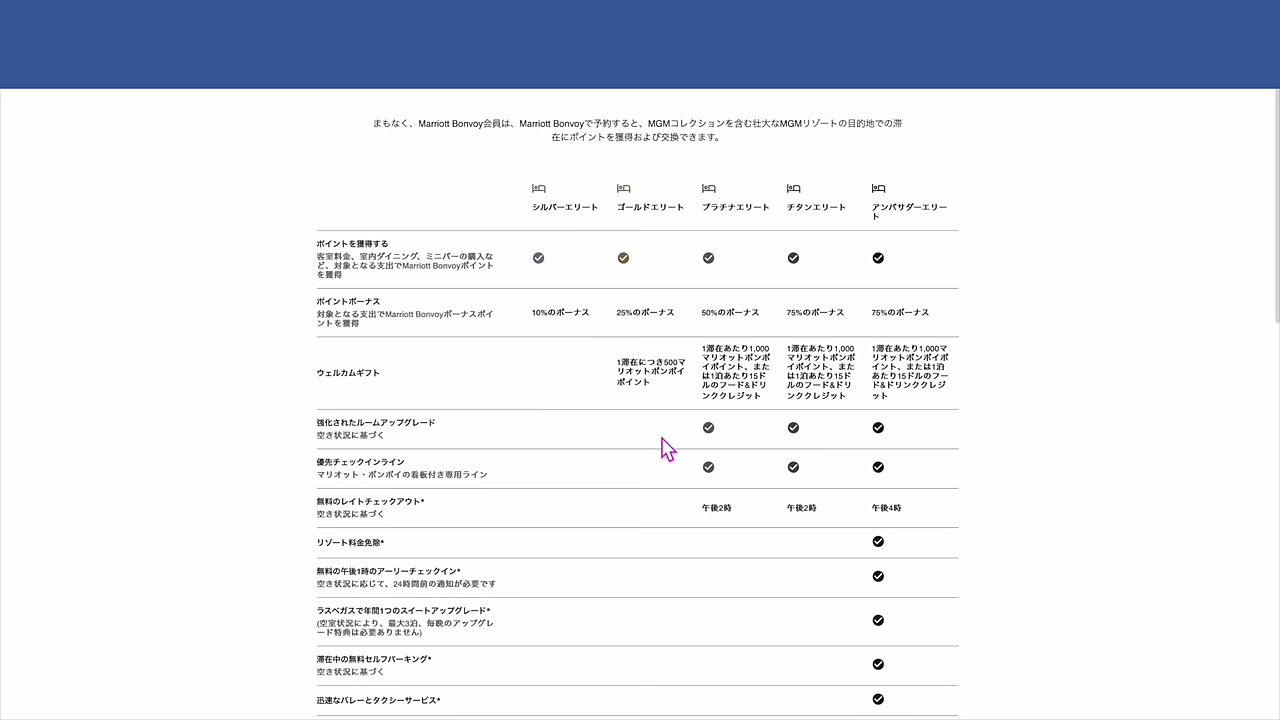 まもなく、Marriott Bonvoy会員は、Marriott Bonvoyで予約すると、MGMコレクションを含む壮大なMGMリゾートの目的地での滞
在にポイントを獲得および交換できます。
シルバーエリート
ゴールドエリート
プラチナエリート
チタンエリート
アンバサダーエリー
ト
ポイントを獲得する
客室料金、室内ダイニング、ミニバーの購入な
ど、対象となる支出でMarriott Bonvoyポイント
を獲得
ポイントボーナス
対象となる支出でMarriott Bonvoyボーナスポイ
ントを獲得
10%のボーナス
25%のボーナス
50%のボーナス
75%のボーナス
75%のボーナス
ウェルカムギフト
1滞在につき500マ
リオットボンボイ
ポイント
1滞在あたり1,000
マリオットボンボ
イポイント、また
は1泊あたり15ド
ルのフード&ドリ
ンククレジット
1滞在あたり1,000
マリオットボンボ
イポイント、また
は1泊あたり15ド
ルのフード&ドリ
ンククレジット
1滞在あたり1,000マ
リオットボンボイポ
イント、または1泊
あたり15ドルのフー
ド&ドリンククレジ
ット
強化されたルームアップグレード
空き状況に基づく
優先チェックインライン
マリオット・ボンボイの看板付き専用ライン
無料のレイトチェックアウト*
空き状況に基づく
午後2時
午後2時
午後4時
リゾート料金免除*
無料の午後1時のアーリーチェックイン*
空き状況に応じて、24時間前の通知が必要です
ラスベガスで年間1つのスイートアップグレード*
(空室状況により、最大3泊、毎晩のアップグレ
ード特典は必要ありません)
滞在中の無料セルフパーキング*
空き状況に基づく
迅速なバレーとタクシーサービス*